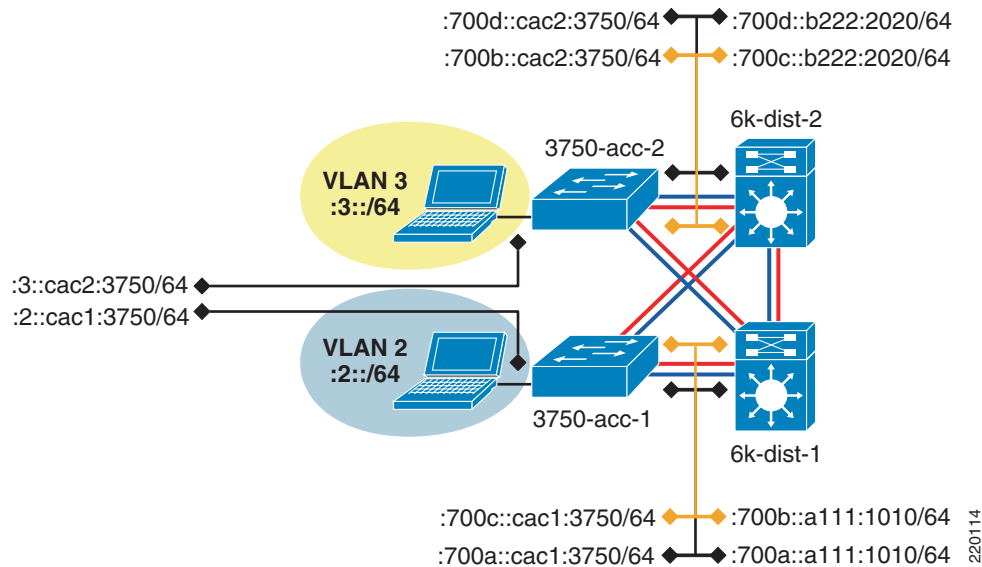 :700d::cac2:3750/64 :700d::b222:2020/64
:700b::cac2:3750/64 :700c::b222:2020/64
6k-dist-2
3750-acc-2
VLAN 3
:3::/64
:3::cac2:3750/64
:2::cac1:3750/64
VLAN 2
:2::/64
3750-acc-1
6k-dist-1
:700c::cac1:3750/64 :700b::a111:1010/64
:700a::cac1:3750/64 :700a::a111:1010/64
220114